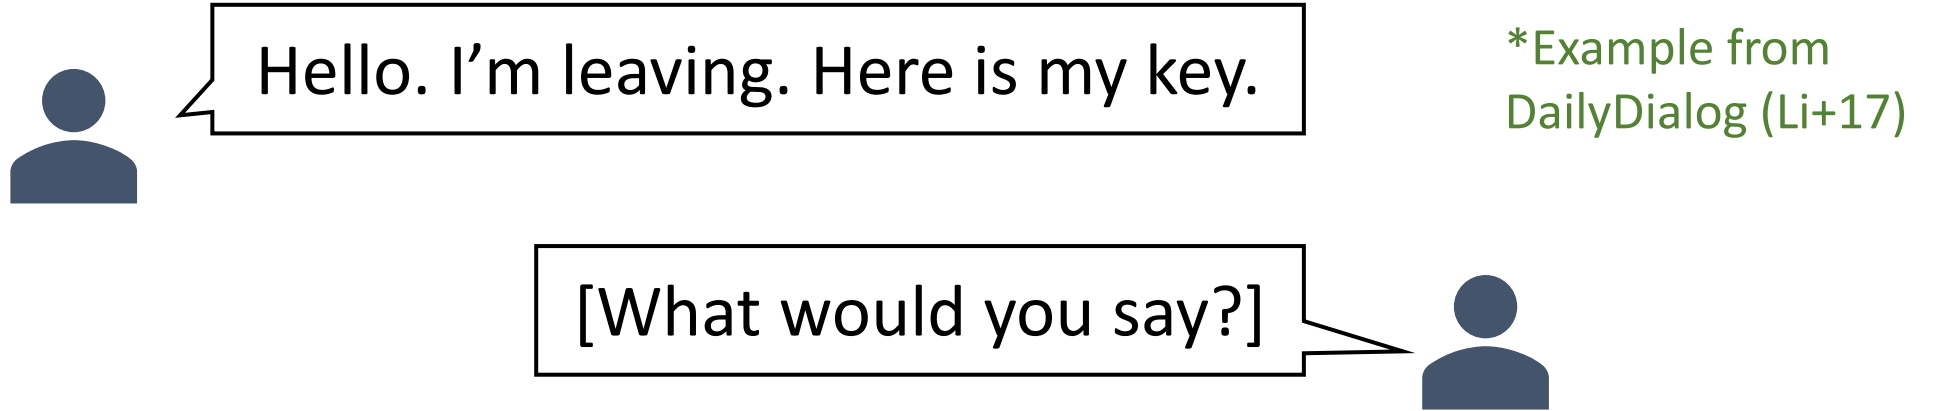 Hello. I’m leaving. Here is my key.
*Example from
DailyDialog (Li+17)
[What would you say?]